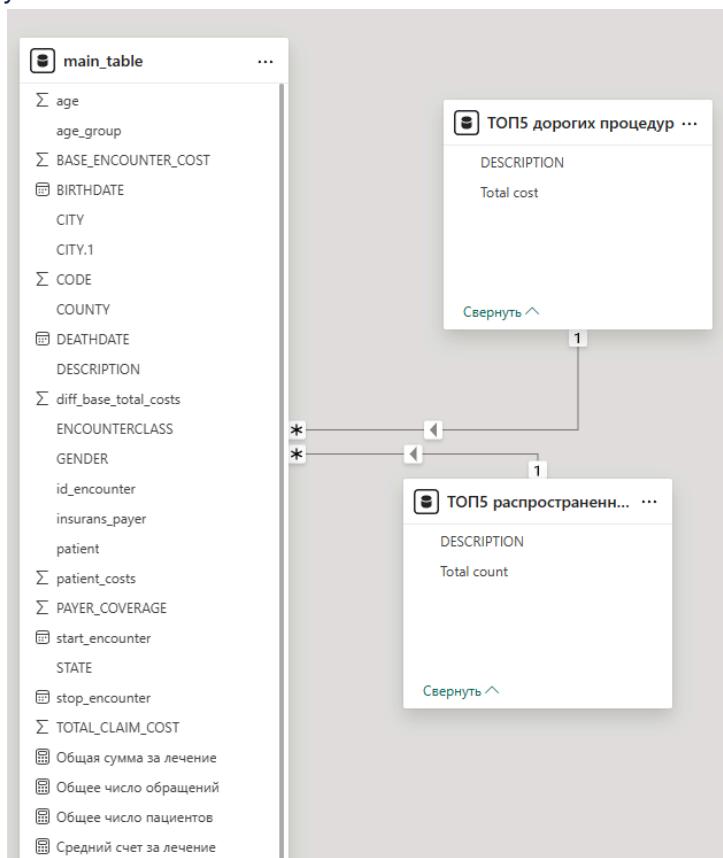 main_table ...
age
age_group
BASE_ENCOUNTER_COST
BIRTHDATE
CITY
CITY.1
CODE
COUNTY
DEATHDATE
DESCRIPTION
diff_base_total_costs
ENCOUNTERCLASS
GENDER
id_encounter
insurans_payer
patient
patient_costs
PAYER_COVERAGE
start_encounter
STATE
stop_encounter
TOTAL_CLAIM_COST
Общая сумма за лечение
Общее число обращений
Общее число пациентов
Средний счет за лечение
ТОП5 дорогих процедур ...
DESCRIPTION
Total cost
Свернуть
1
*
*
1
ТОП5 распространенн... ...
DESCRIPTION
Total count
Свернуть